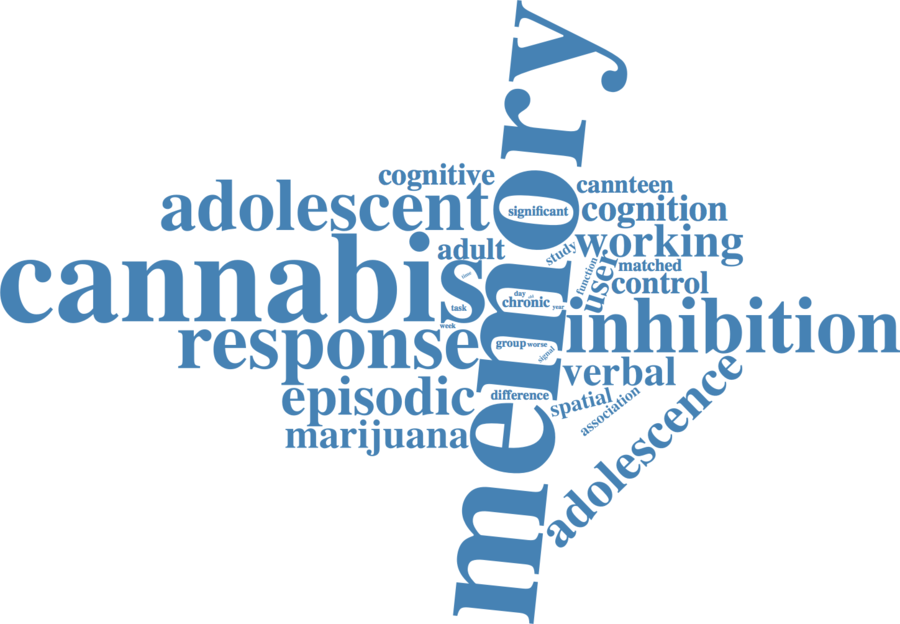 memory
cognitive
cannteen
adolescent
significant
cognition
adult
study
working
cannabis
time
function
user
matched
control
day
chronic
year
task
week
inhibition
response
group
worse
signal
verbal
episodic
difference
spatial
association
marijuana
adolescence